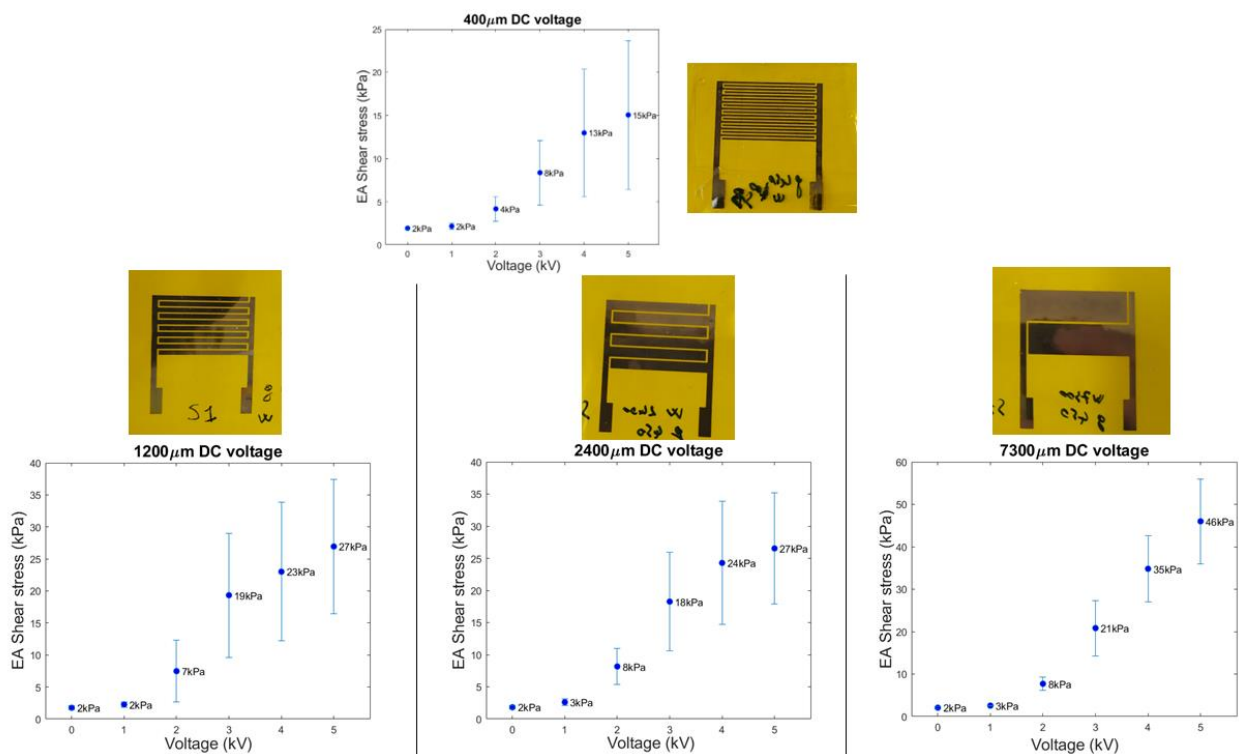 400μm DC voltage
25
20
15
10
5
0
EA Shear stress (kPa)
2kPa
2kPa
4kPa
8kPa
13kPa
15kPa
0 1 2 3 4 5
Voltage (kV)
S1
W
W 2400
g 450
W7300
g 450
1200μm DC voltage
40
35
30
25
20
15
10
5
0
EA Shear stress (kPa)
2kPa
2kPa
7kPa
19kPa
23kPa
27kPa
0 1 2 3 4 5
Voltage (kV)
2400μm DC voltage
40
35
30
25
20
15
10
5
0
EA Shear stress (kPa)
2kPa
3kPa
8kPa
18kPa
24kPa
27kPa
0 1 2 3 4 5
Voltage (kV)
7300μm DC voltage
60
50
40
30
20
10
0
EA Shear stress (kPa)
2kPa
3kPa
8kPa
21kPa
35kPa
46kPa
0 1 2 3 4 5
Voltage (kV)